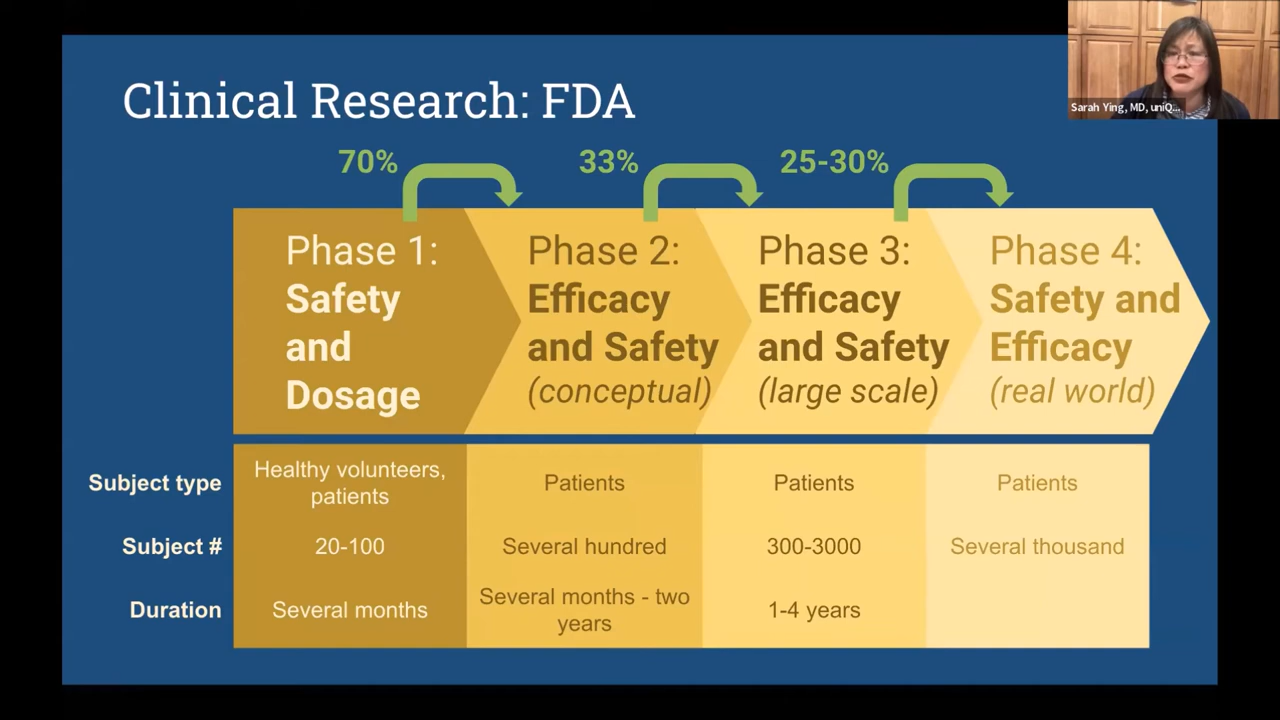 Clinical Research: FDA
Sarah Ying, MD, uniQ...
70%
33%
25-30%
Phase 1:
Safety
and
Dosage
Phase 2:
Efficacy
and Safety
(conceptual)
Phase 3:
Efficacy
and Safety
(large scale)
Phase 4:
Safety and
Efficacy
(real world)
Subject type
Healthy volunteers,
patients
Patients
Patients
Patients
Subject #
20-100
Several hundred
300-3000
Several thousand
Duration
Several months
Several months - two
years
1-4 years